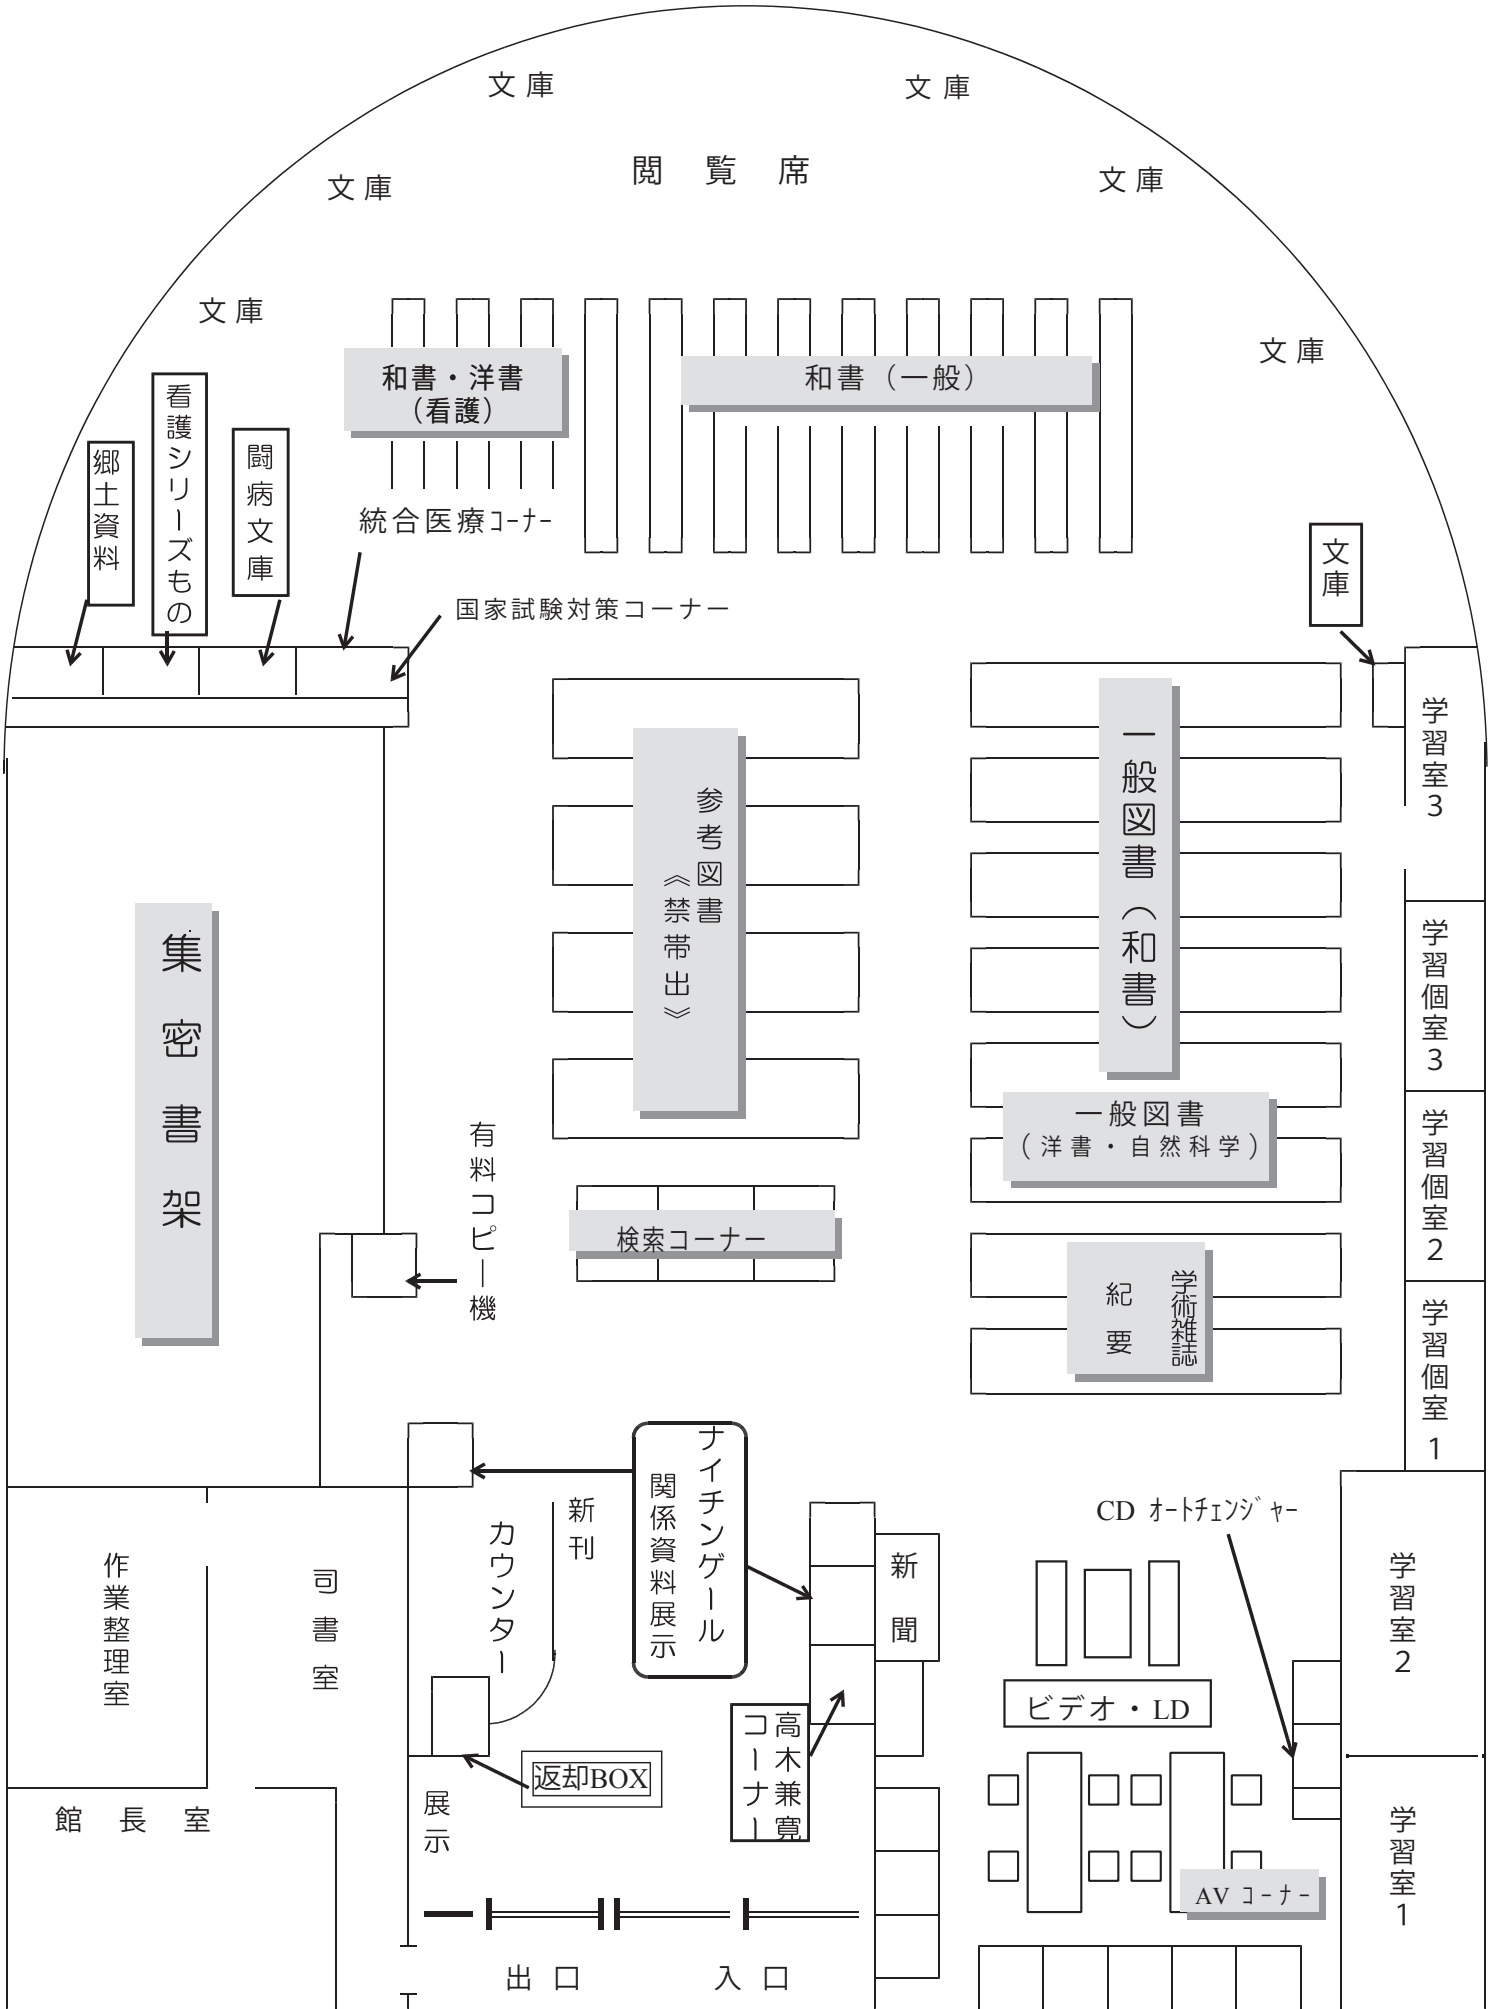 文庫
文庫
閲覧席
文庫
文庫
文庫
文庫
和書・洋書
（看護）
和書（一般）
郷土資料
看護シリーズもの
闘病文庫
統合医療コーナー
国家試験対策コーナー
文庫
学習室3
参考図書
《禁帯出》
一般図書（和書）
集密書架
学習個室3
一般図書
（洋書・自然科学）
学習個室2
有料コピー機
検索コーナー
学術雑誌
紀要
学習個室1
ナイチンゲール
関係資料展示
新刊
カウンター
新聞
CD オートチェンジャー
作業整理室
司書室
学習室2
ビデオ・LD
高木兼寛
コーナー
返却BOX
展示
館長室
学習室1
AV コーナー
出口
入口